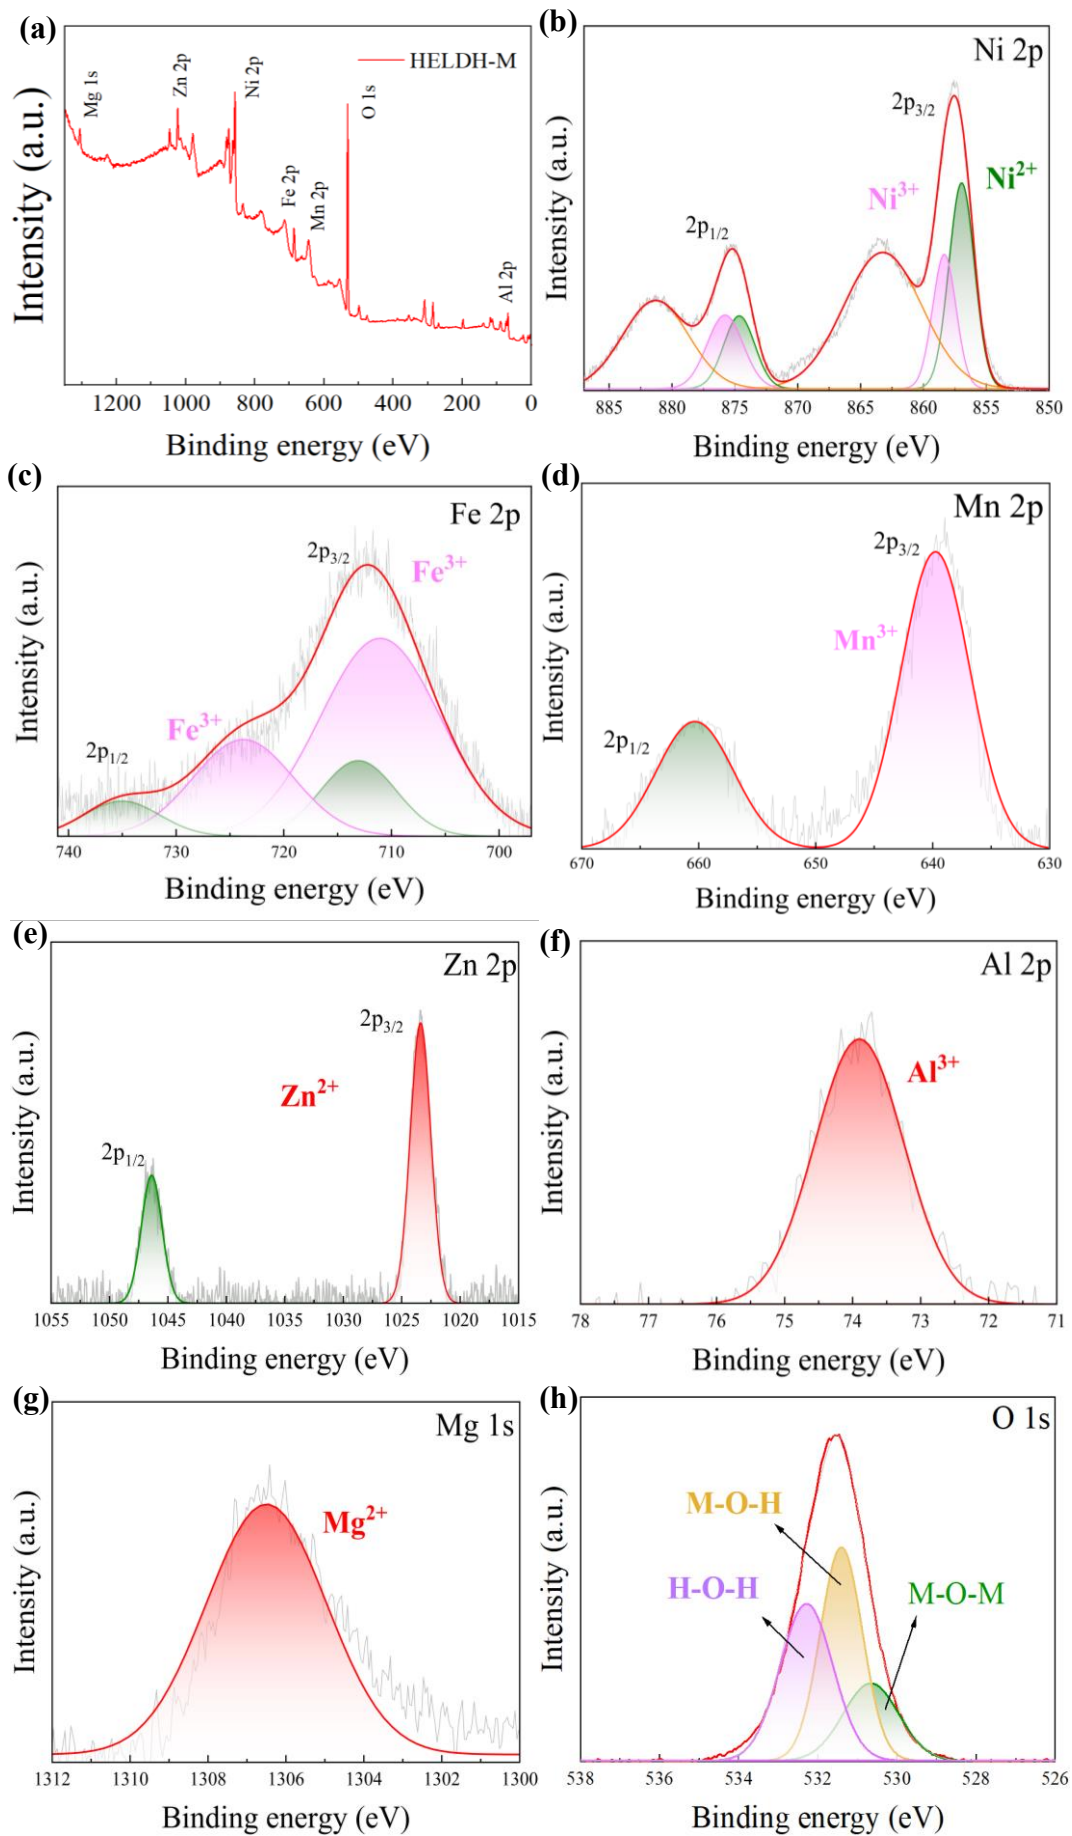 (a)
HELDH-M
Mg 1s
Zn 2p
Ni 2p
Fe 2p
Mn 2p
O 1s
Al 2p
Intensity (a.u.)
1200 1000 800 600 400 200 0
Binding energy (eV)
(b)
Ni 2p
2p3/2
Ni2+
Ni3+
2p1/2
Intensity (a.u.)
885 880 875 870 865 860 855 850
Binding energy (eV)
(c)
Fe 2p
2p3/2
Fe3+
Fe3+
2p1/2
Intensity (a.u.)
740 730 720 710 700
Binding energy (eV)
(d)
Mn 2p
2p3/2
Mn3+
2p1/2
Intensity (a.u.)
670 660 650 640 630
Binding energy (eV)
(e)
Zn 2p
2p3/2
Zn2+
2p1/2
Intensity (a.u.)
1055 1050 1045 1040 1035 1030 1025 1020 1015
Binding energy (eV)
(f)
Al 2p
Al3+
Intensity (a.u.)
78 77 76 75 74 73 72 71
Binding energy (eV)
(g)
Mg 1s
Mg2+
Intensity (a.u.)
1312 1310 1308 1306 1304 1302 1300
Binding energy (eV)
(h)
O 1s
M-O-H
H-O-H
M-O-M
Intensity (a.u.)
538 536 534 532 530 528 526
Binding energy (eV)